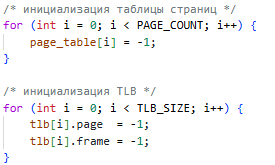 /* инициализация таблицы страниц */
for (int i = 0; i < PAGE_COUNT; i++) {
    page_table[i] = -1;
}
/* инициализация TLB */
for (int i = 0; i < TLB_SIZE; i++) {
    tlb[i].page  = -1;
    tlb[i].frame = -1;
}